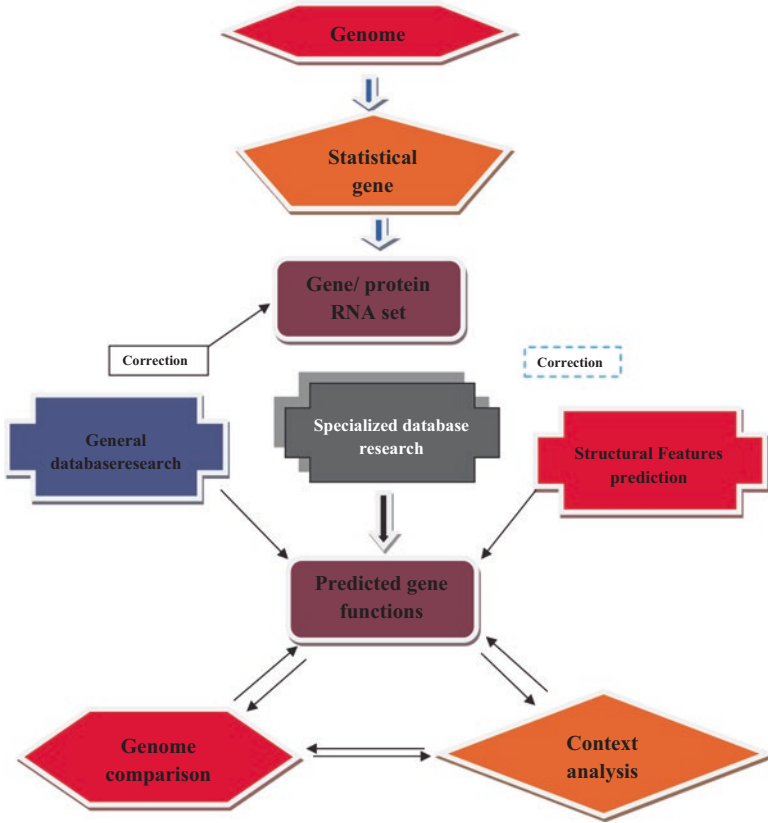 Genome
Statistical
gene
Gene/ protein
RNA set
Correction
Correction
General
databaseresearch
Specialized database
research
Structural Features
prediction
Predicted gene
functions
Genome
comparison
Context
analysis